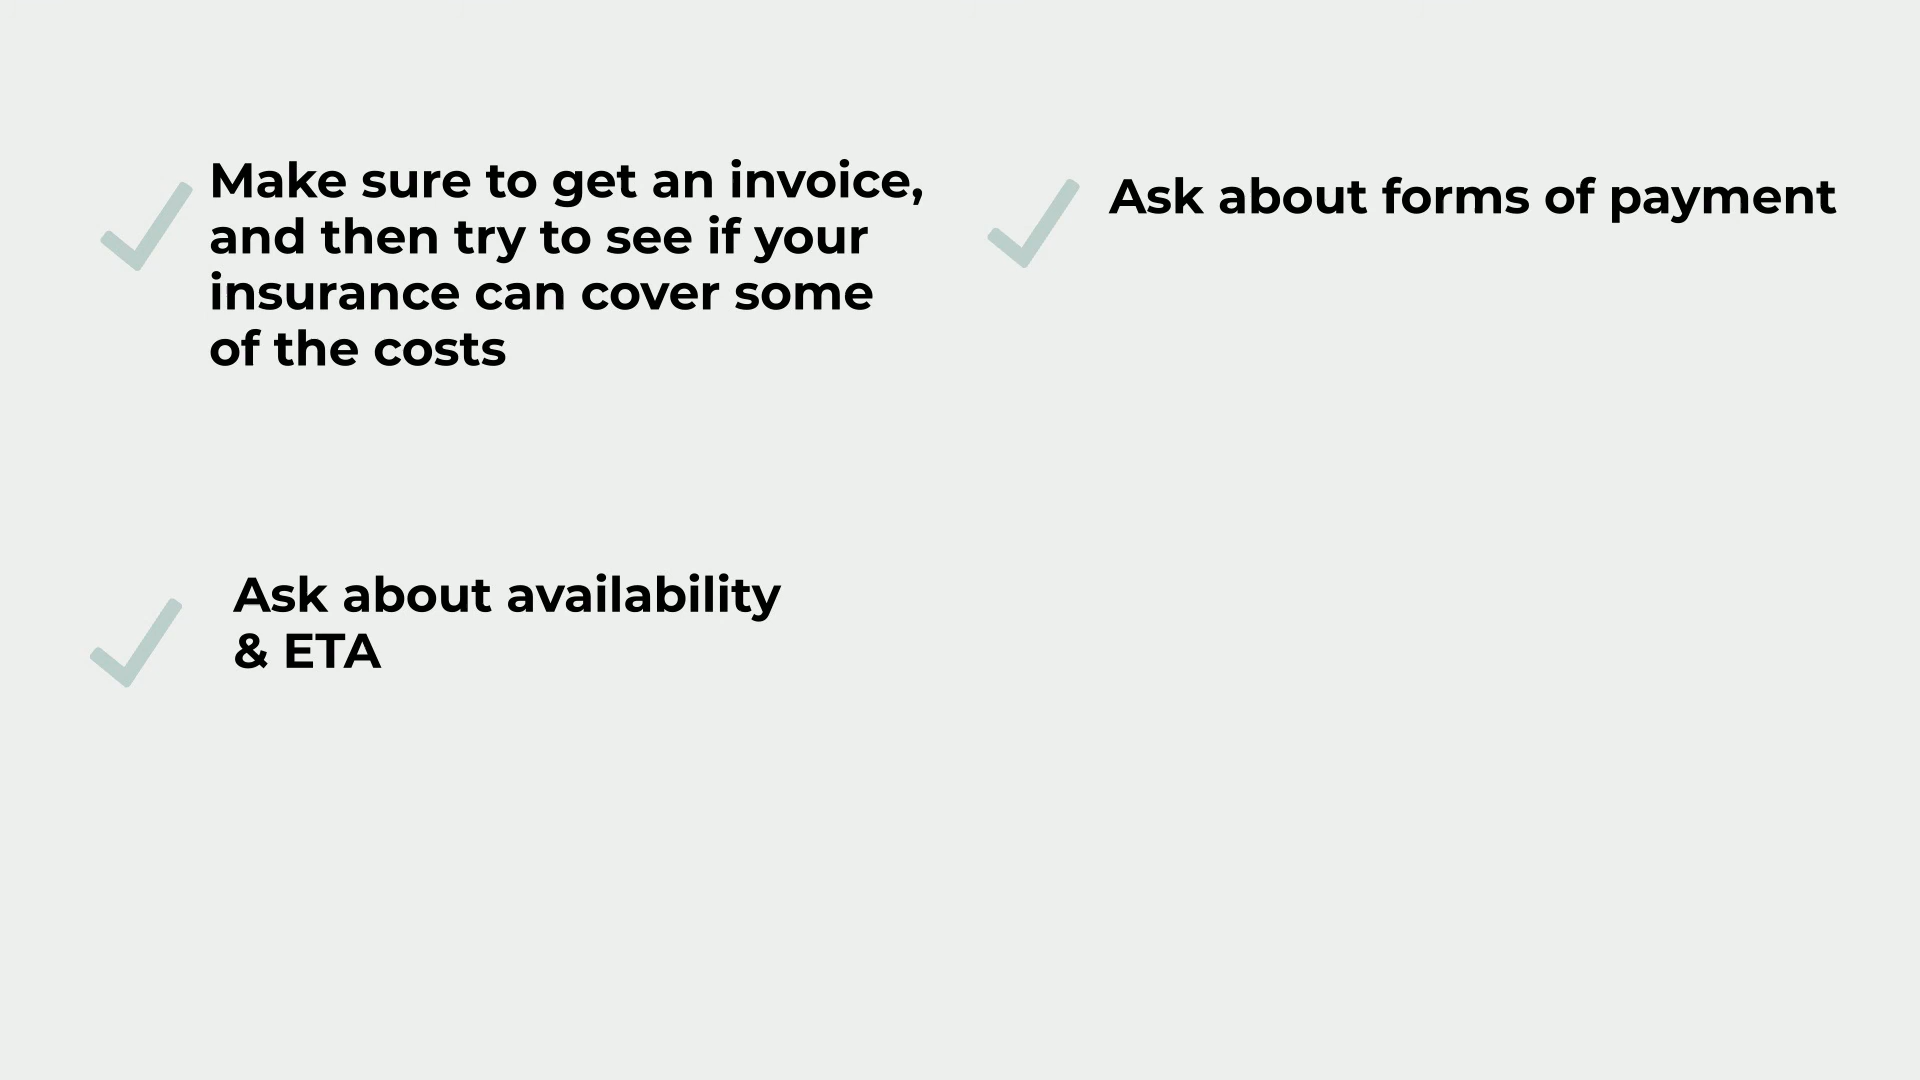 Make sure to get an invoice,
and then try to see if your
insurance can cover some
of the costs
Ask about forms of payment
Ask about availability
& ETA